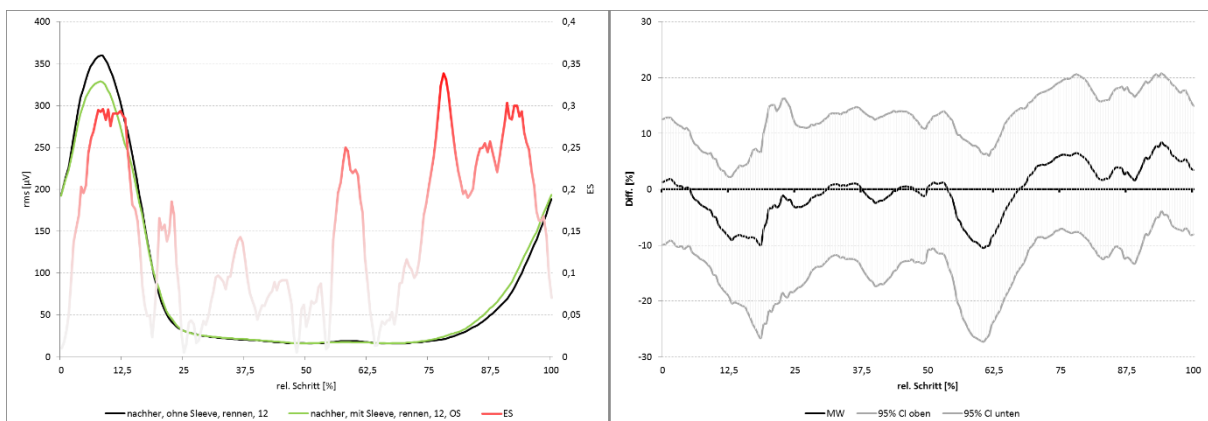 400
350
300
250
200
150
100
50
0
rms [µV]
0,4
0,35
0,3
0,25
0,2
0,15
0,1
0,05
0
ES
0 12,5 25 37,5 50 62,5 75 87,5 100
rel. Schritt [%]
nachher, ohne Sleeve, rennen, 12 nachher, mit Sleeve, rennen, 12, OS ES
30
20
10
0
-10
-20
-30
Diff. [%]
0 12,5 25 37,5 50 62,5 75 87,5 100
rel. Schritt [%]
MW 95% CI oben 95% CI unten